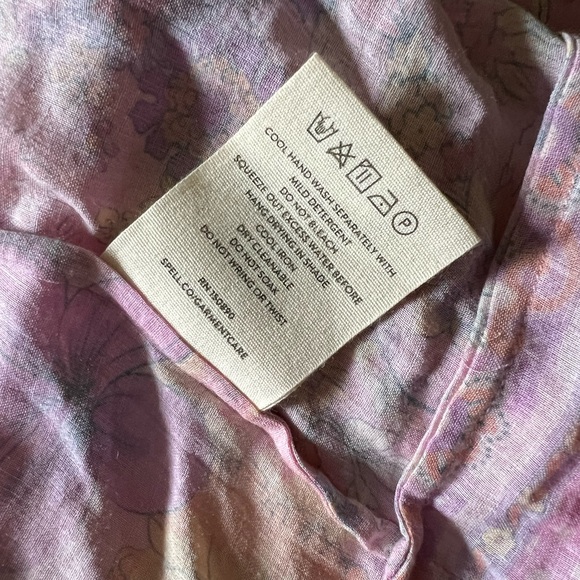 COOL HAND WASH SEPARATELY WITH
MILD DETERGENT
DO NOT BLEACH
SQUEEZE OUT EXCESS WATER BEFORE
HANG DRYING IN SHADE
COOL IRON
DRY CLEANABLE
DO NOT SOAK
DO NOT WRING OR TWIST
RN 150890
SPELL.CO/GARMENTCARE